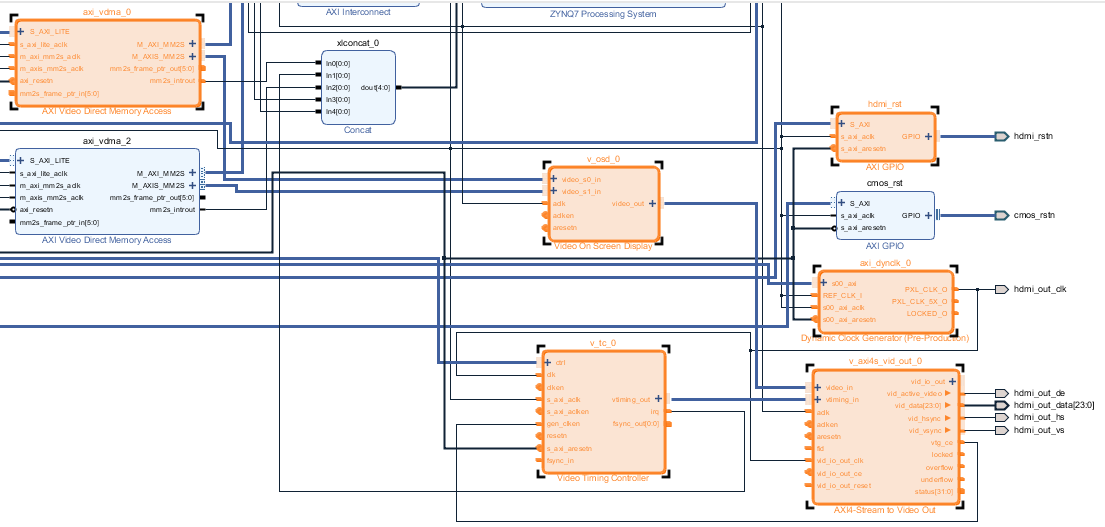 AXI Interconnect
ZYNQ7 Processing System
axi_vdma_0
S_AXI_LITE
s_axi_lite_aclk
m_axi_mm2s_aclk
m_axis_mm2s_aclk
axi_resetn
mm2s_frame_ptr_in[5:0]
M_AXI_MM2S
M_AXIS_MM2S
mm2s_frame_ptr_out[5:0]
mm2s_introut
AXI Video Direct Memory Access
xlconcat_0
In0[0:0]
In1[0:0]
In2[0:0]
In3[0:0]
In4[0:0]
dout[4:0]
Concat
axi_vdma_2
S_AXI_LITE
s_axi_lite_aclk
m_axi_mm2s_aclk
m_axis_mm2s_aclk
axi_resetn
mm2s_frame_ptr_in[5:0]
M_AXI_MM2S
M_AXIS_MM2S
mm2s_frame_ptr_out[5:0]
mm2s_introut
AXI Video Direct Memory Access
v_osd_0
video_s0_in
video_s1_in
aclk
aclken
aresetn
video_out
Video On Screen Display
hdmi_rst
S_AXI
s_axi_aclk
s_axi_aresetn
GPIO
AXI GPIO
hdmi_rstn
cmos_rst
S_AXI
s_axi_aclk
s_axi_aresetn
GPIO
AXI GPIO
cmos_rstn
axi_dynclk_0
s00_axi
REF_CLK_I
s00_axi_aclk
s00_axi_aresetn
PXL_CLK_O
PXL_CLK_5X_O
LOCKED_O
Dynamic Clock Generator (Pre-Production)
hdmi_out_clk
v_tc_0
ctrl
clk
clken
s_axi_aclk
s_axi_aclken
gen_clken
resetn
s_axi_aresetn
fsync_in
vtiming_out
irq
fsync_out[0:0]
Video Timing Controller
v_axi4s_vid_out_0
video_in
vtiming_in
aclk
aclken
aresetn
fid
vid_io_out_clk
vid_io_out_ce
vid_io_out_reset
vid_io_out
vid_active_video
vid_data[23:0]
vid_hsync
vid_vsync
vtg_ce
locked
overflow
underflow
status[31:0]
AXI4-Stream to Video Out
hdmi_out_de
hdmi_out_data[23:0]
hdmi_out_hs
hdmi_out_vs